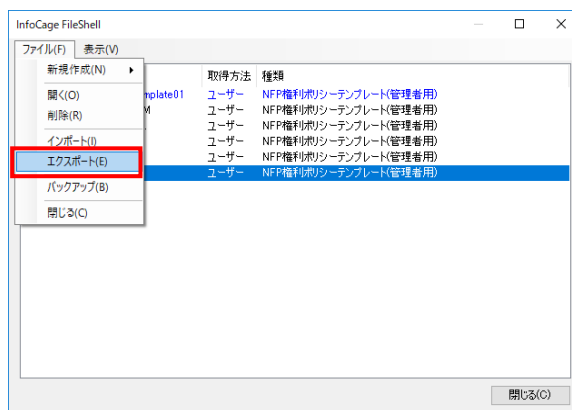 InfoCage FileShell
ファイル(F) 表示(V)
新規作成(N)
開く(O)
削除(R)
インポート(I)
エクスポート(E)
バックアップ(B)
閉じる(C)
取得方法 種類
mplate01 ユーザー NFP権利ポリシーテンプレート(管理者用)
M ユーザー NFP権利ポリシーテンプレート(管理者用)
ユーザー NFP権利ポリシーテンプレート(管理者用)
ユーザー NFP権利ポリシーテンプレート(管理者用)
ユーザー NFP権利ポリシーテンプレート(管理者用)
ユーザー NFP権利ポリシーテンプレート(管理者用)
閉じる(C)